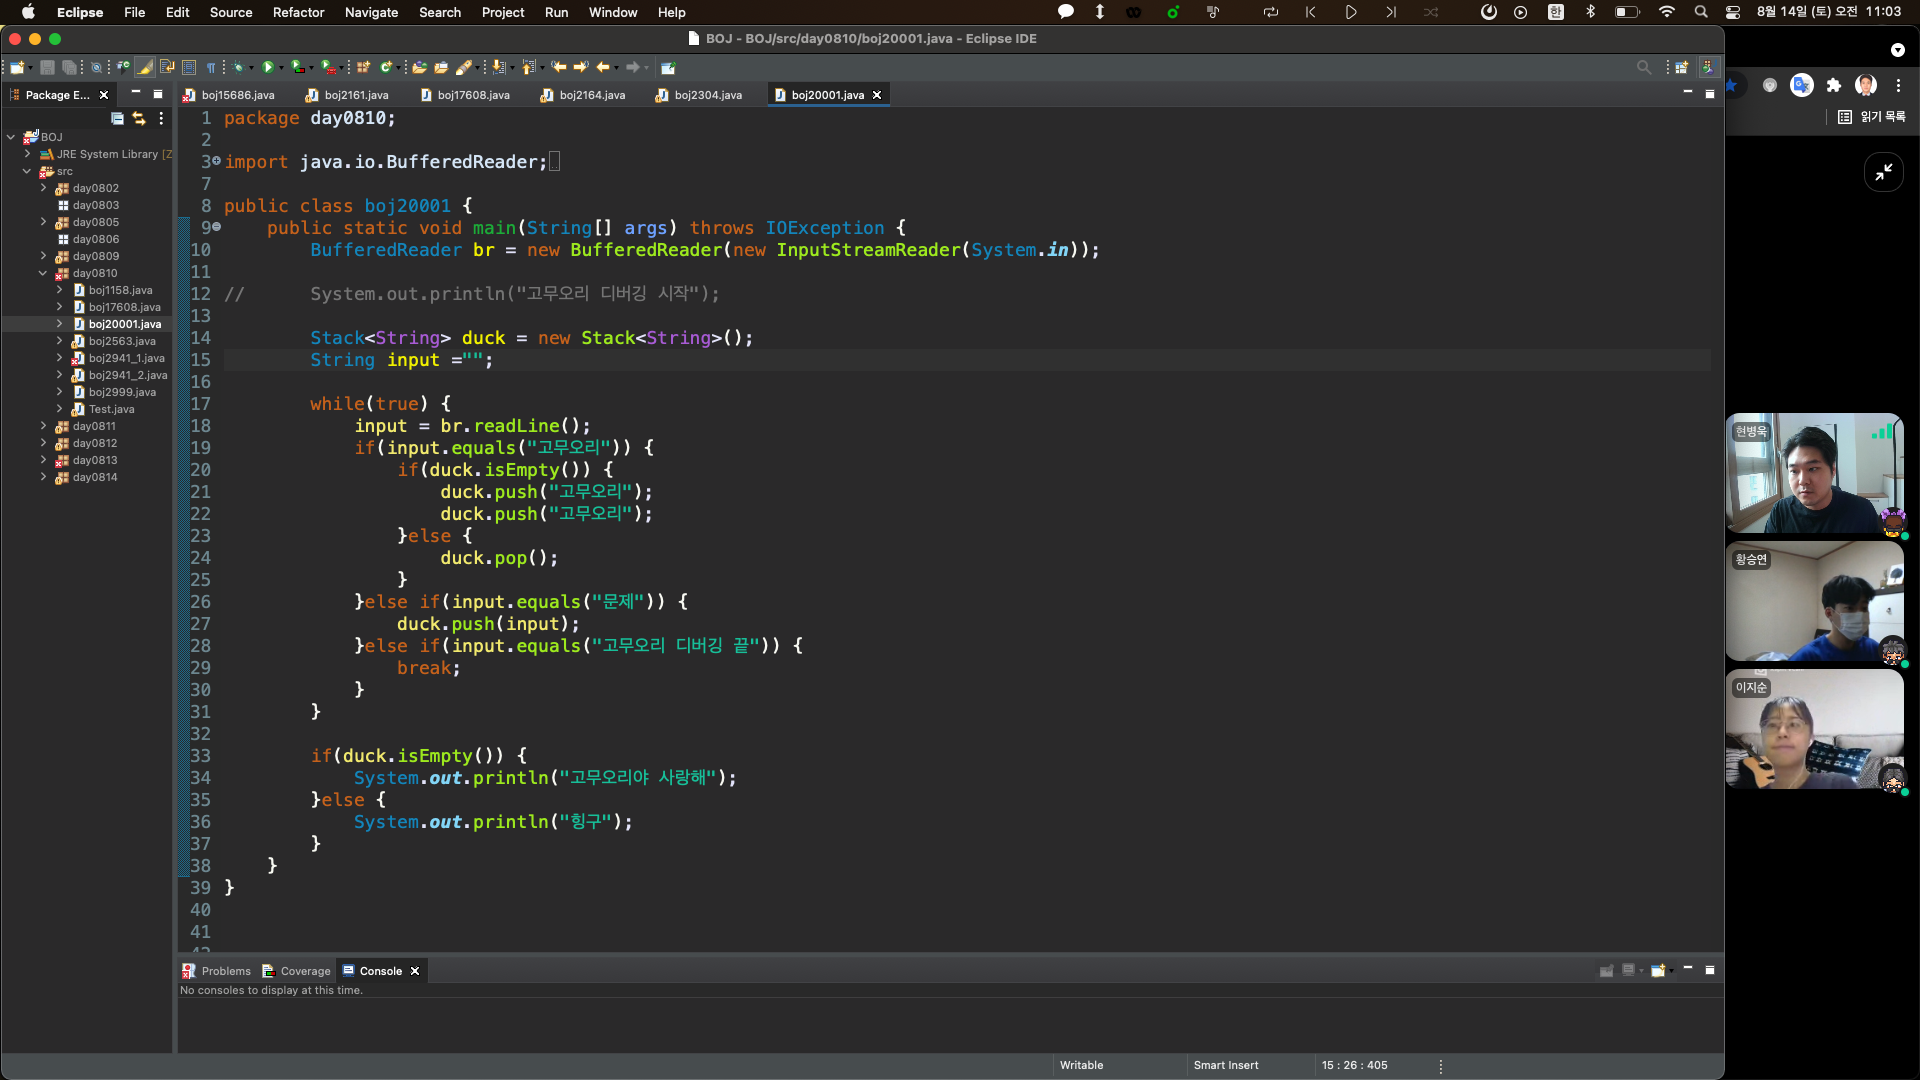 Eclipse File Edit Source Refactor Navigate Search Project Run Window Help 한 8월 14일 (토) 오전 11:03
BOJ - BOJ/src/day0810/boj20001.java - Eclipse IDE
Package E...
boj15686.java boj2161.java boj17608.java boj2164.java boj2304.java boj20001.java
BOJ
JRE System Library [
src
day0802
day0803
day0805
day0806
day0809
day0810
boj1158.java
boj17608.java
boj20001.java
boj2563.java
boj2941_1.java
boj2941_2.java
boj2999.java
Test.java
day0811
day0812
day0813
day0814
1 package day0810;
2
3 import java.io.BufferedReader;
7
8 public class boj20001 {
9 public static void main(String[] args) throws IOException {
10 BufferedReader br = new BufferedReader(new InputStreamReader(System.in));
11
12 // System.out.println("고무오리 디버깅 시작");
13
14 Stack<String> duck = new Stack<String>();
15 String input ="";
16
17 while(true) {
18 input = br.readLine();
19 if(input.equals("고무오리")) {
20 if(duck.isEmpty()) {
21 duck.push("고무오리");
22 duck.push("고무오리");
23 }else {
24 duck.pop();
25 }
26 }else if(input.equals("문제")) {
27 duck.push(input);
28 }else if(input.equals("고무오리 디버깅 끝")) {
29 break;
30 }
31 }
32
33 if(duck.isEmpty()) {
34 System.out.println("고무오리야 사랑해");
35 }else {
36 System.out.println("힝구");
37 }
38 }
39 }
40
41
Problems Coverage Console
No consoles to display at this time.
Writable Smart Insert 15 : 26 : 405
읽기 목록
현병욱
황승연
이지순